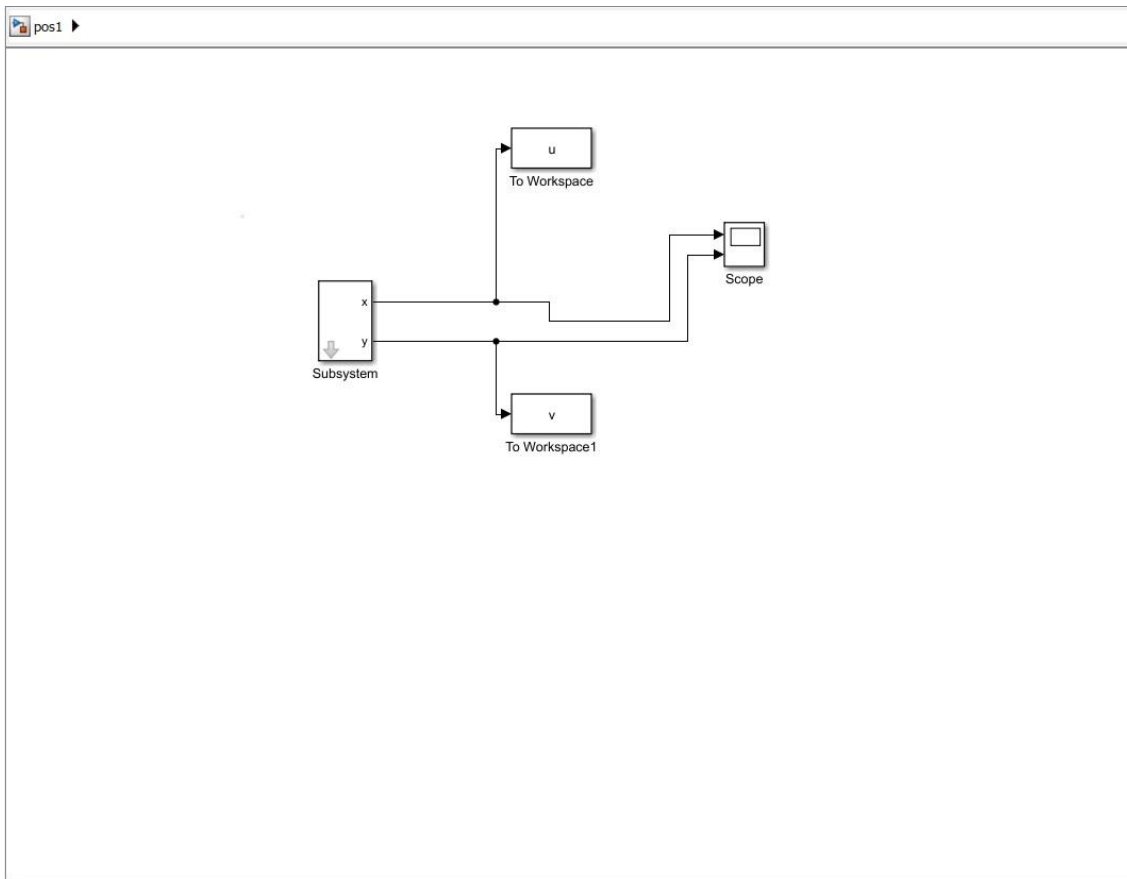 pos1
u
To Workspace
Scope
x
y
Subsystem
v
To Workspace1